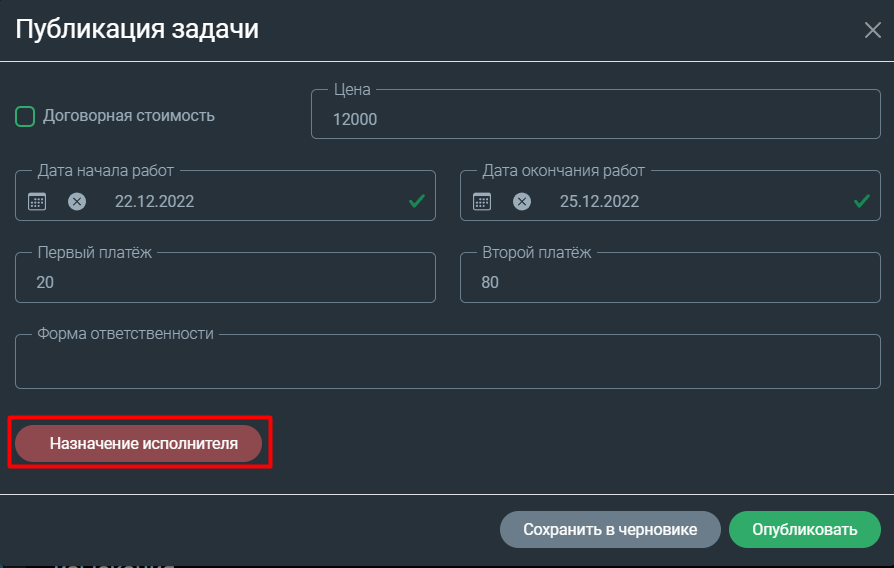 Публикация задачи
Договорная стоимость
Цена
12000
Дата начала работ
22.12.2022
Дата окончания работ
25.12.2022
Первый платёж
20
Второй платёж
80
Форма ответственности
Назначение исполнителя
Сохранить в черновике
Опубликовать